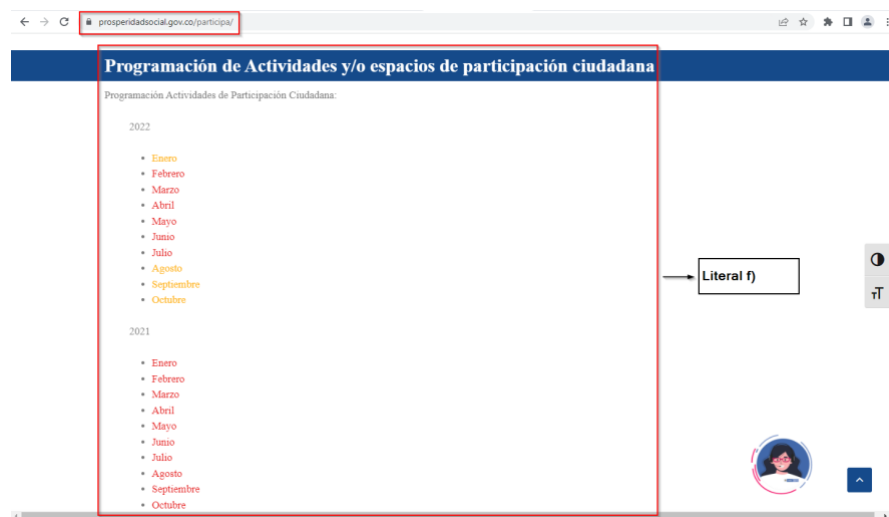 prosperidadsocial.gov.co/participa/
Programación de Actividades y/o espacios de participación ciudadana
Programación Actividades de Participación Ciudadana:
2022
Enero
Febrero
Marzo
Abril
Mayo
Junio
Julio
Agosto
Septiembre
Octubre
Literal f)
тT
2021
Enero
Febrero
Marzo
Abril
Mayo
Junio
Julio
Agosto
Septiembre
Octubre